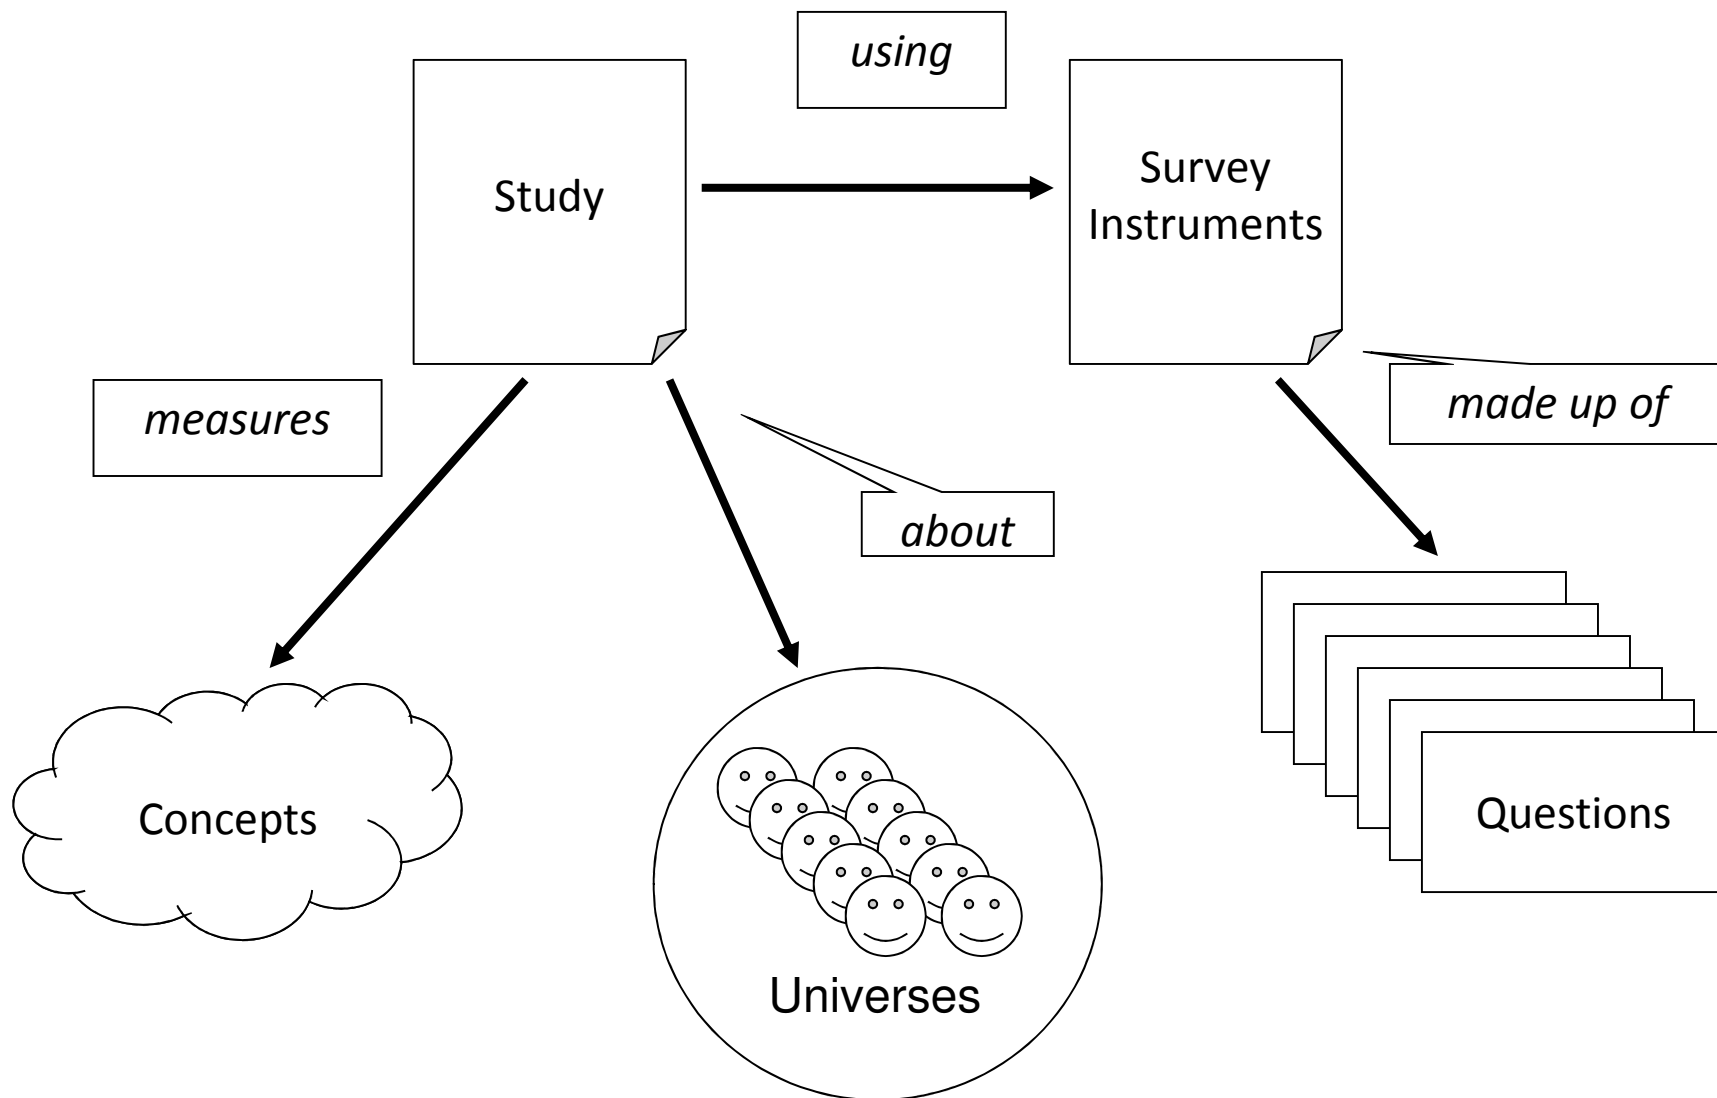 using
Study
Survey
Instruments
measures
made up of
about
Concepts
Universes
Questions